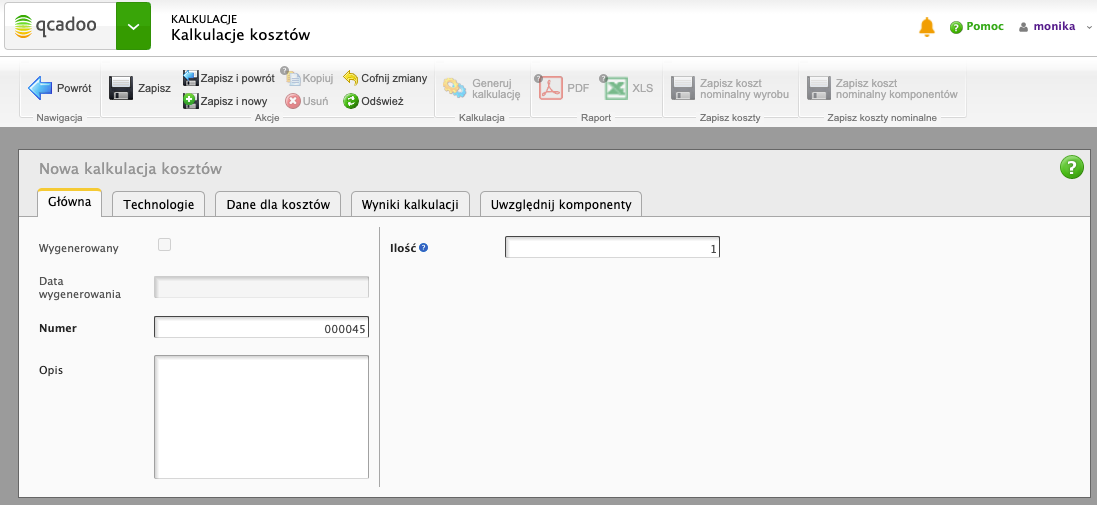 qcadoo
KALKULACJE
Kalkulacje kosztów
Pomoc
monika
Powrót
Nawigacja
Zapisz
Zapisz i powrót
Kopiuj
Cofnij zmiany
Zapisz i nowy
Usuń
Odśwież
Akcje
Generuj
kalkulację
Kalkulacja
PDF
XLS
Raport
Zapisz koszt
nominalny wyrobu
Zapisz koszty
Zapisz koszt
nominalny komponentów
Zapisz koszty nominalne
Nowa kalkulacja kosztów
Główna
Technologie
Dane dla kosztów
Wyniki kalkulacji
Uwzględnij komponenty
Wygenerowany
Data
wygenerowania
Numer
000045
Opis
Ilość
1